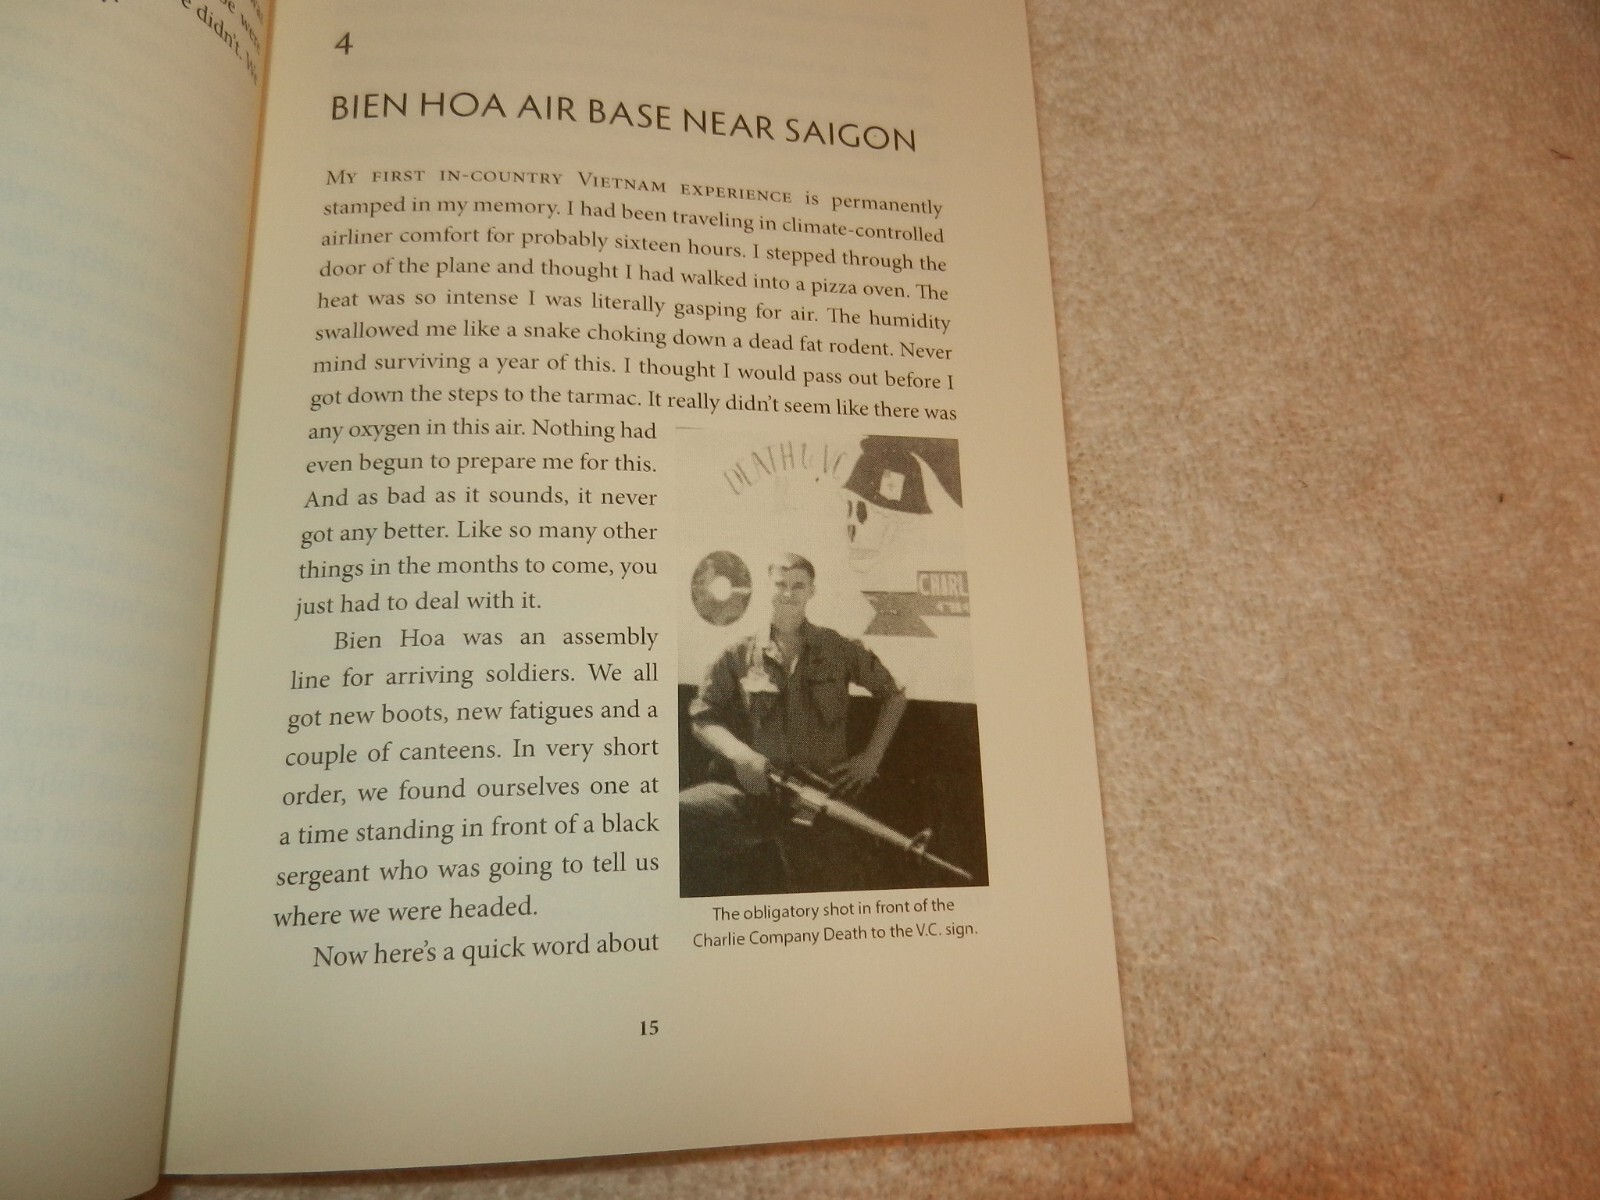 didn't. We
4
BIEN HOA AIR BASE NEAR SAIGON
My first in-country Vietnam experience is permanently
stamped in my memory. I had been traveling in climate-controlled
airliner comfort for probably sixteen hours. I stepped through the
door of the plane and thought I had walked into a pizza oven. The
heat was so intense I was literally gasping for air. The humidity
swallowed me like a snake choking down a dead fat rodent. Never
mind surviving a year of this. I thought I would pass out before I
got down the steps to the tarmac. It really didn't seem like there was
any oxygen in this air. Nothing had
even begun to prepare me for this.
And as bad as it sounds, it never
got any better. Like so many other
things in the months to come, you
just had to deal with it.
Bien Hoa was an assembly
line for arriving soldiers. We all
got new boots, new fatigues and a
couple of canteens. In very short
order, we found ourselves one at
a time standing in front of a black
sergeant who was going to tell us
where we were headed.
Now here's a quick word about
DEATH
CHARL
The obligatory shot in front of the
Charlie Company Death to the V.C. sign.
15